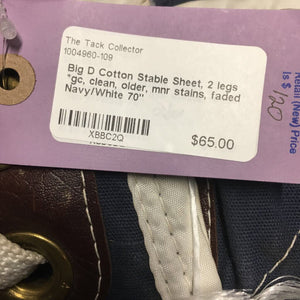 The Tack Collector
1004960-109
Big D Cotton Stable Sheet, 2 legs
*gc, clean, older, mnr stains, faded
Navy/White 70"
XBBC2Q
$65.00
Retail (New) Price
Is $120